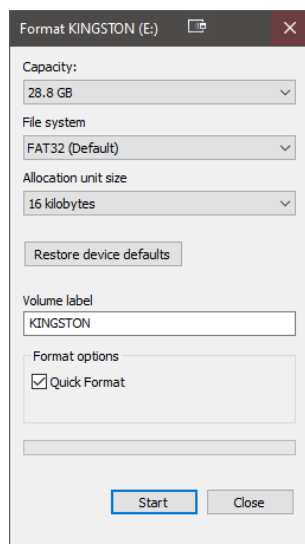 Format KINGSTON (E:)
Capacity:
28.8 GB
File system
FAT32 (Default)
Allocation unit size
16 kilobytes
Restore device defaults
Volume label
KINGSTON
Format options
Quick Format
Start Close